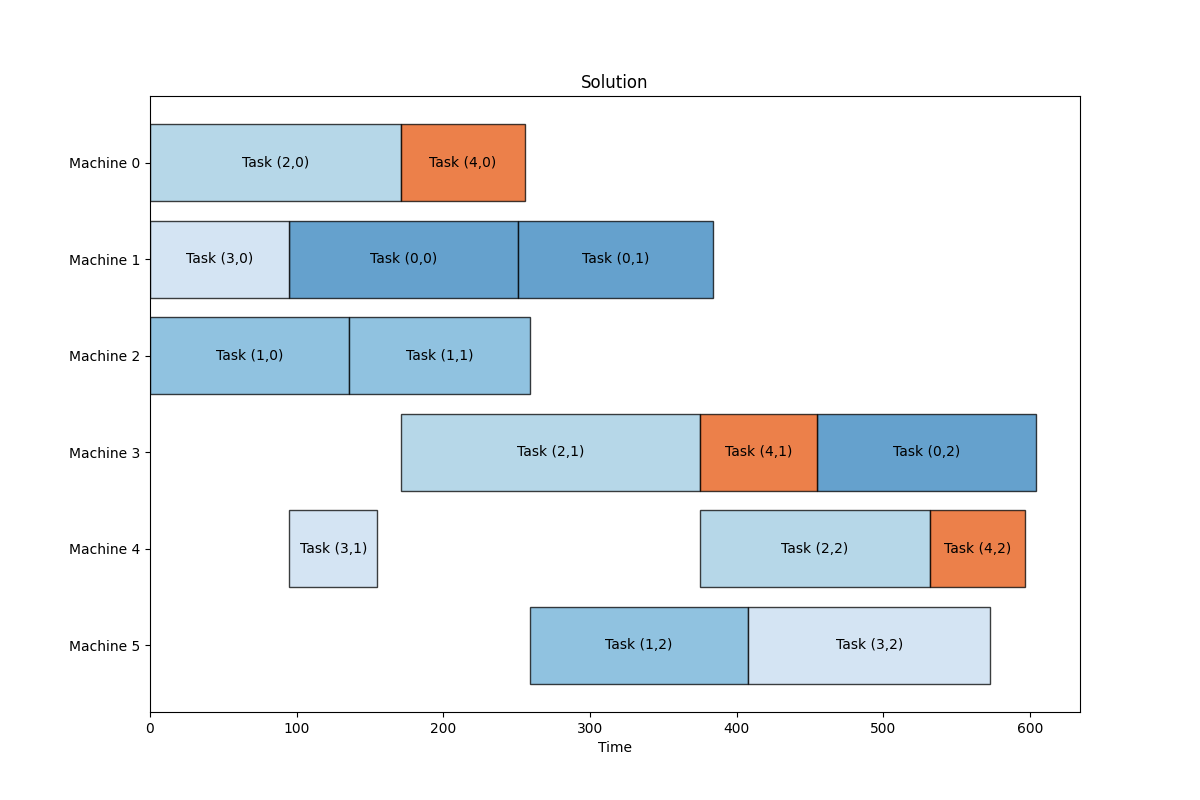 Solution
Machine 0
Task (2,0)
Task (4,0)
Machine 1
Task (3,0)
Task (0,0)
Task (0,1)
Machine 2
Task (1,0)
Task (1,1)
Machine 3
Task (2,1)
Task (4,1)
Task (0,2)
Machine 4
Task (3,1)
Task (2,2)
Task (4,2)
Machine 5
Task (1,2)
Task (3,2)
0 100 200 300 400 500 600
Time